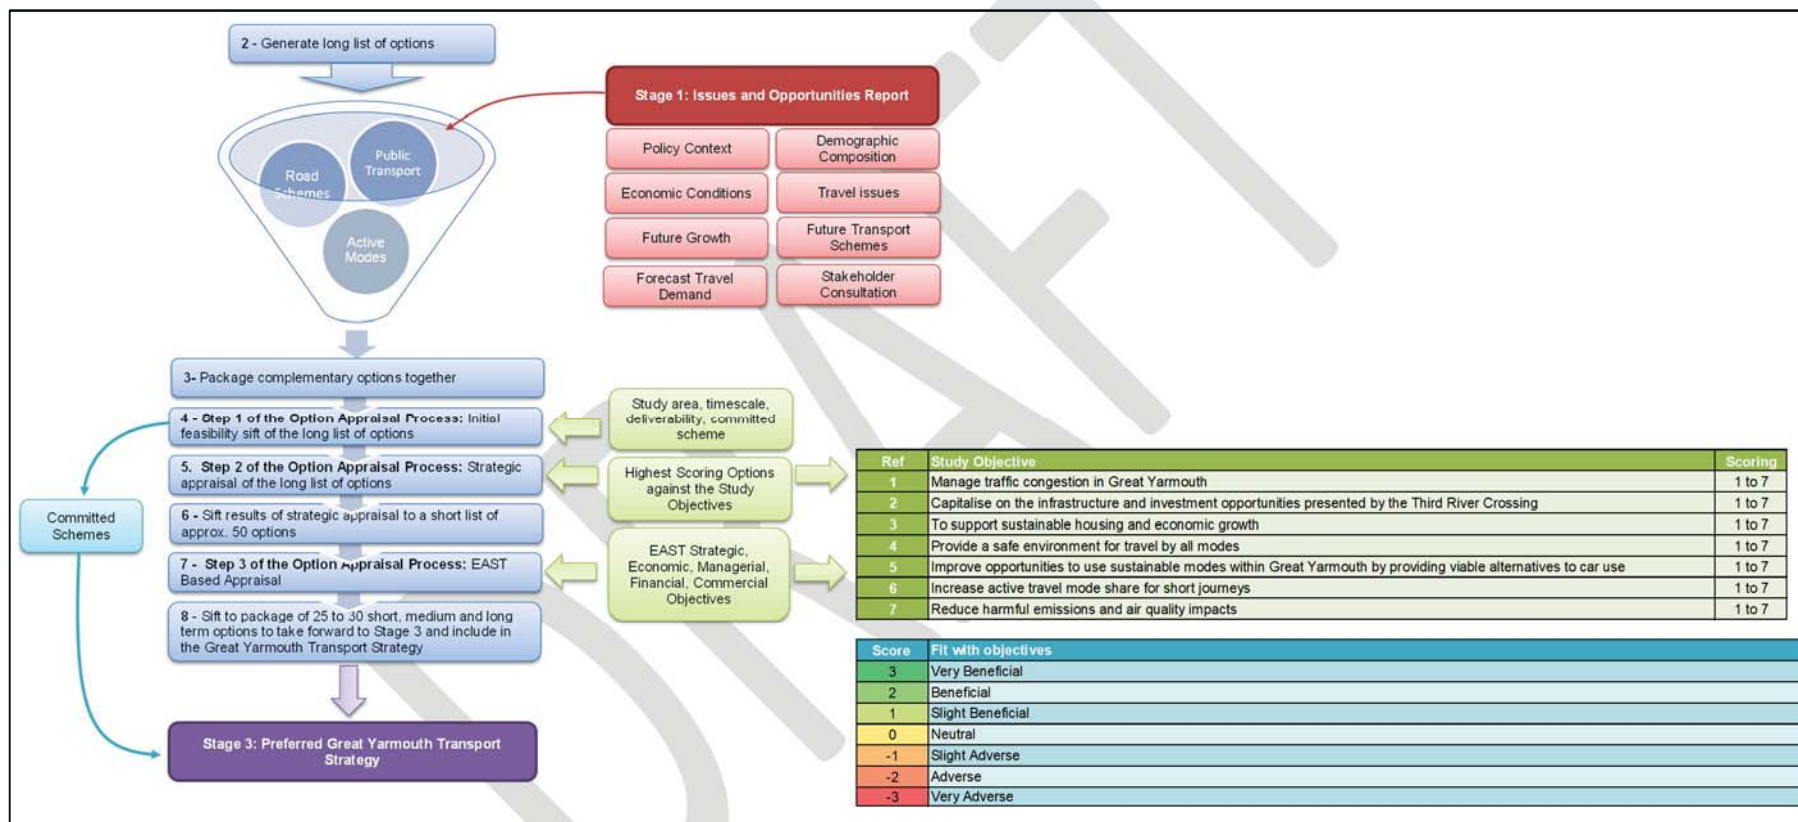 2 - Generate long list of options
Public
Transport
Road
Schemes
Active
Modes
Stage 1: Issues and Opportunities Report
Policy Context
Demographic
Composition
Economic Conditions
Travel issues
Future Growth
Future Transport
Schemes
Forecast Travel
Demand
Stakeholder
Consultation
3- Package complementary options together
4 - Step 1 of the Option Appraisal Process: Initial
feasibility sift of the long list of options
5. Step 2 of the Option Appraisal Process: Strategic
appraisal of the long list of options
6 - Sift results of strategic appraisal to a short list of
approx. 50 options
7 - Step 3 of the Option Appraisal Process: EAST
Based Appraisal
8 - Sift to package of 25 to 30 short, medium and long
term options to take forward to Stage 3 and include in
the Great Yarmouth Transport Strategy
Committed
Schemes
Stage 3: Preferred Great Yarmouth Transport
Strategy
Study area, timescale,
deliverability, committed
scheme
Highest Scoring Options
against the Study
Objectives
EAST Strategic,
Economic, Managerial,
Financial, Commercial
Objectives
Ref Study Objective Scoring
1 Manage traffic congestion in Great Yarmouth 1 to 7
2 Capitalise on the infrastructure and investment opportunities presented by the Third River Crossing 1 to 7
3 To support sustainable housing and economic growth 1 to 7
4 Provide a safe environment for travel by all modes 1 to 7
5 Improve opportunities to use sustainable modes within Great Yarmouth by providing viable alternatives to car use 1 to 7
6 Increase active travel mode share for short journeys 1 to 7
7 Reduce harmful emissions and air quality impacts 1 to 7
Score Fit with objectives
3 Very Beneficial
2 Beneficial
1 Slight Beneficial
0 Neutral
-1 Slight Adverse
-2 Adverse
-3 Very Adverse
DRAFT